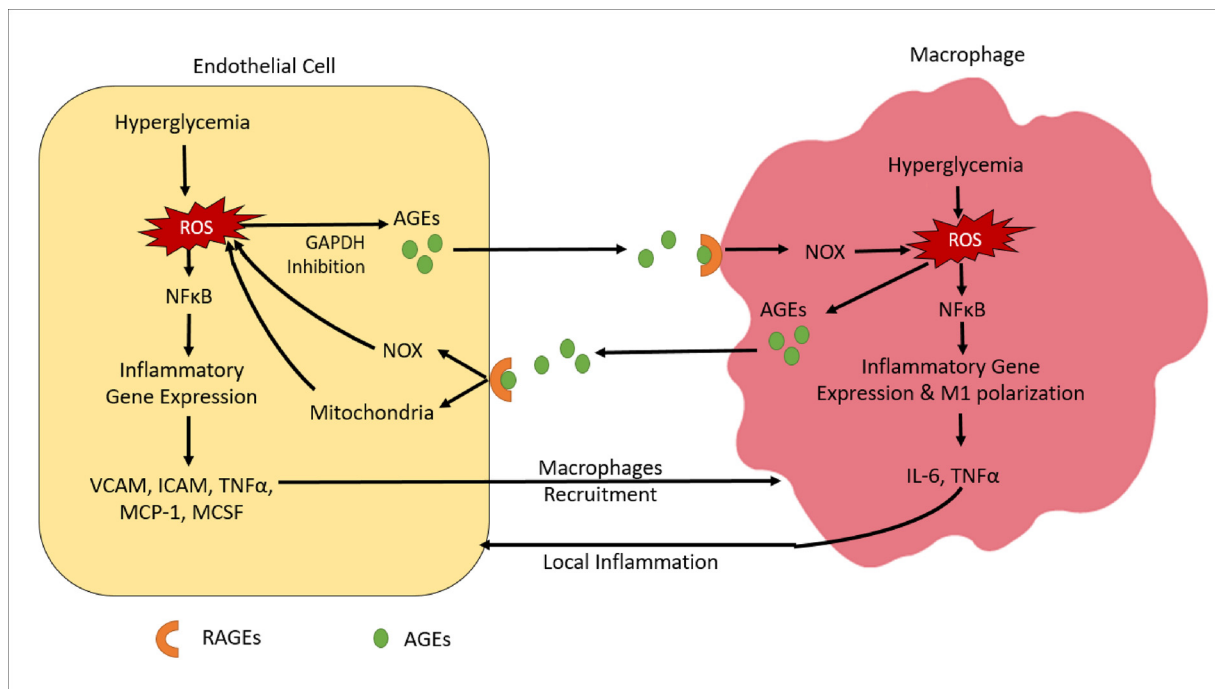 Endothelial Cell
Hyperglycemia
ROS
AGEs
GAPDH
Inhibition
NFκB
NOX
Inflammatory
Gene Expression
Mitochondria
VCAM, ICAM, TNFα,
MCP-1, MCSF
Macrophages
Recruitment
Local Inflammation
Macrophage
Hyperglycemia
NOX
ROS
AGEs
NFκB
Inflammatory Gene
Expression & M1 polarization
IL-6, TNFα
RAGEs
AGEs